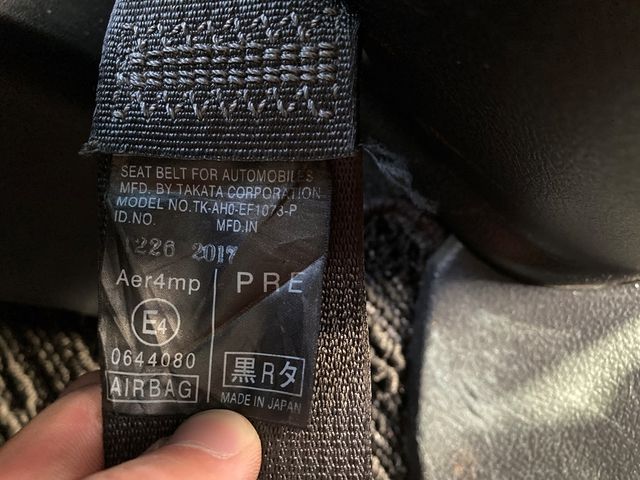 SEAT BELT FOR AUTOMOBILES
MFD. BY TAKATA CORPORATION
MODEL NO.TK-AH0-EF1073-P
ID.NO. MFD.IN
226 2017
Aer4mp PRE
E4
0644080
AIRBAG
黒Rタ
MADE IN JAPAN